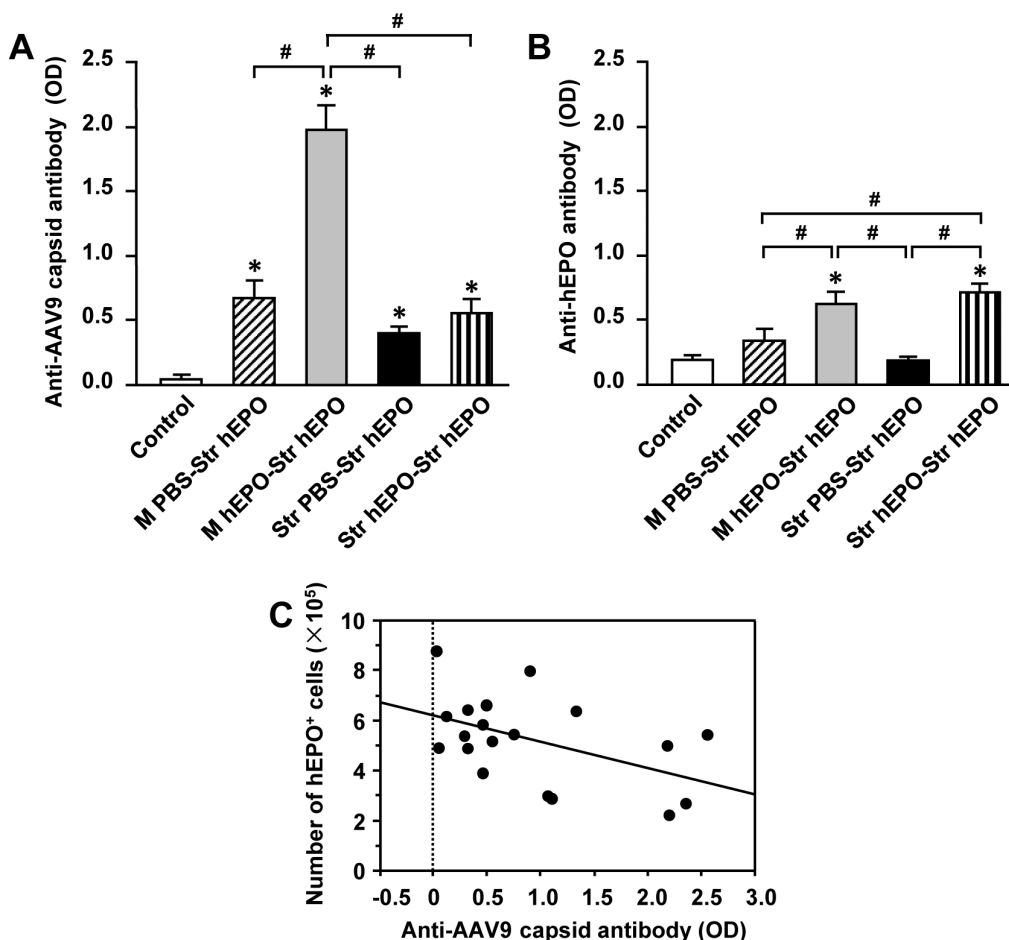 A
Anti-AAV9 capsid antibody (OD)
2.5
2.0
1.5
1.0
0.5
0.0
#
# #
* * * *
Control
M PBS-Str hEPO
M hEPO-Str hEPO
Str PBS-Str hEPO
Str hEPO-Str hEPO
B
Anti-hEPO antibody (OD)
2.5
2.0
1.5
1.0
0.5
0.0
#
# # #
* *
Control
M PBS-Str hEPO
M hEPO-Str hEPO
Str PBS-Str hEPO
Str hEPO-Str hEPO
C
Number of hEPO⁺ cells (×10⁵)
10
8
6
4
2
0
-0.5 0 0.5 1.0 1.5 2.0 2.5 3.0
Anti-AAV9 capsid antibody (OD)